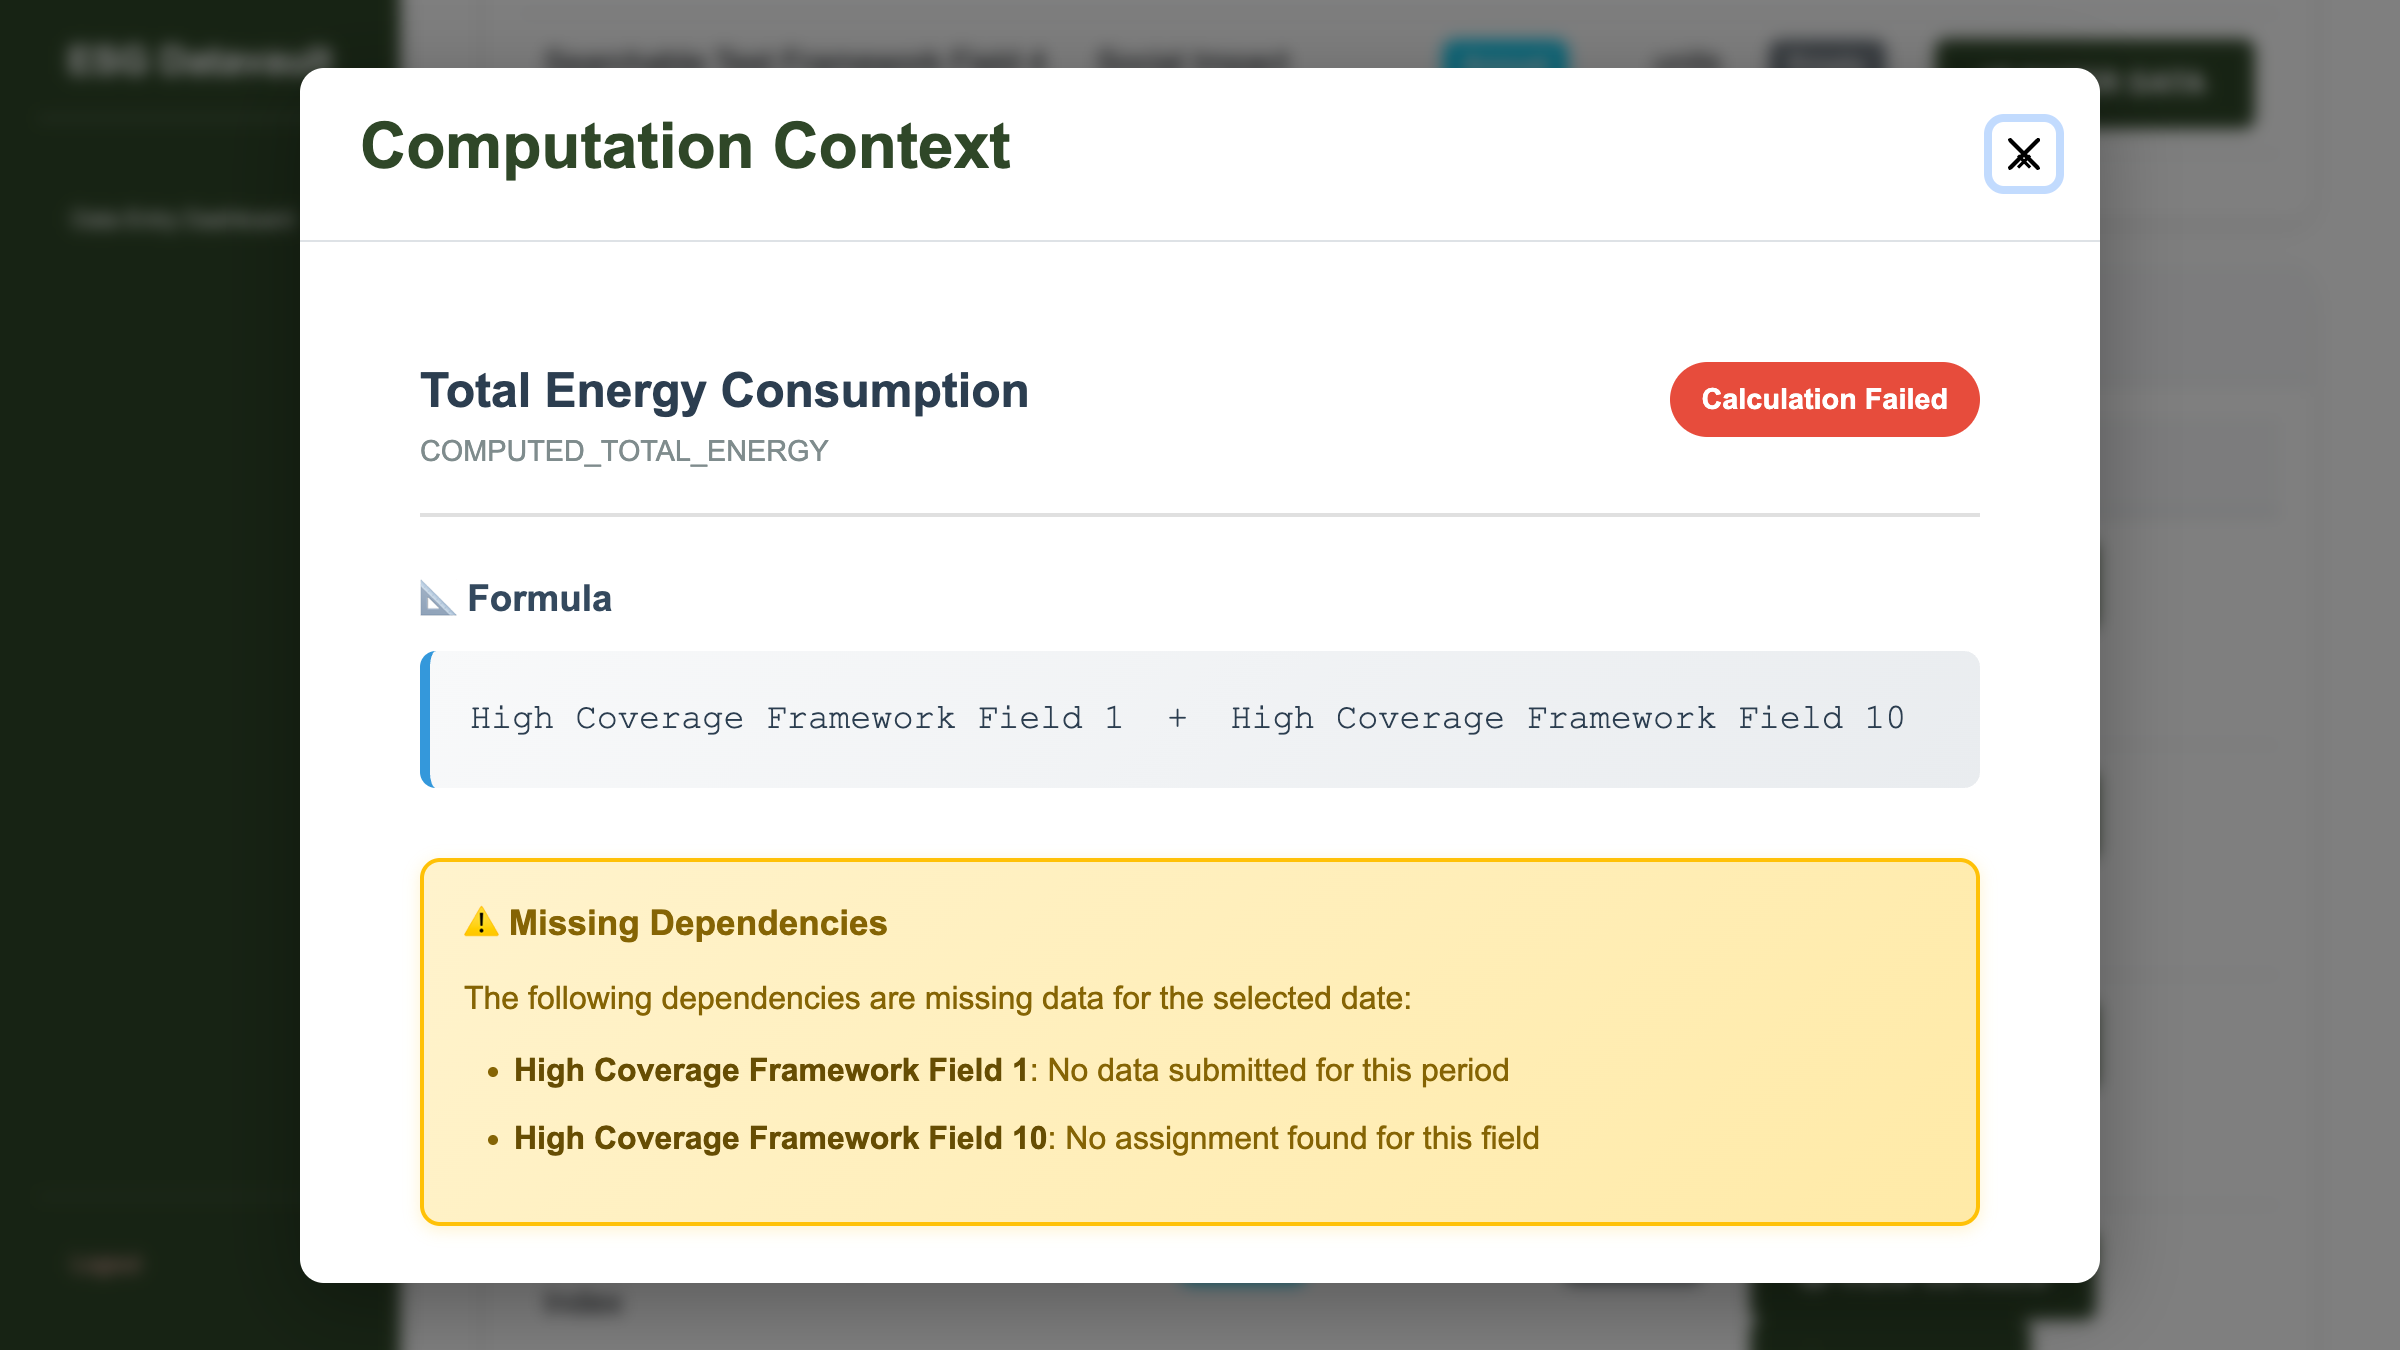 Computation Context
Total Energy Consumption
Calculation Failed
COMPUTED_TOTAL_ENERGY
📐 Formula
High Coverage Framework Field 1 + High Coverage Framework Field 10
⚠️ Missing Dependencies
The following dependencies are missing data for the selected date:
• High Coverage Framework Field 1: No data submitted for this period
• High Coverage Framework Field 10: No assignment found for this field